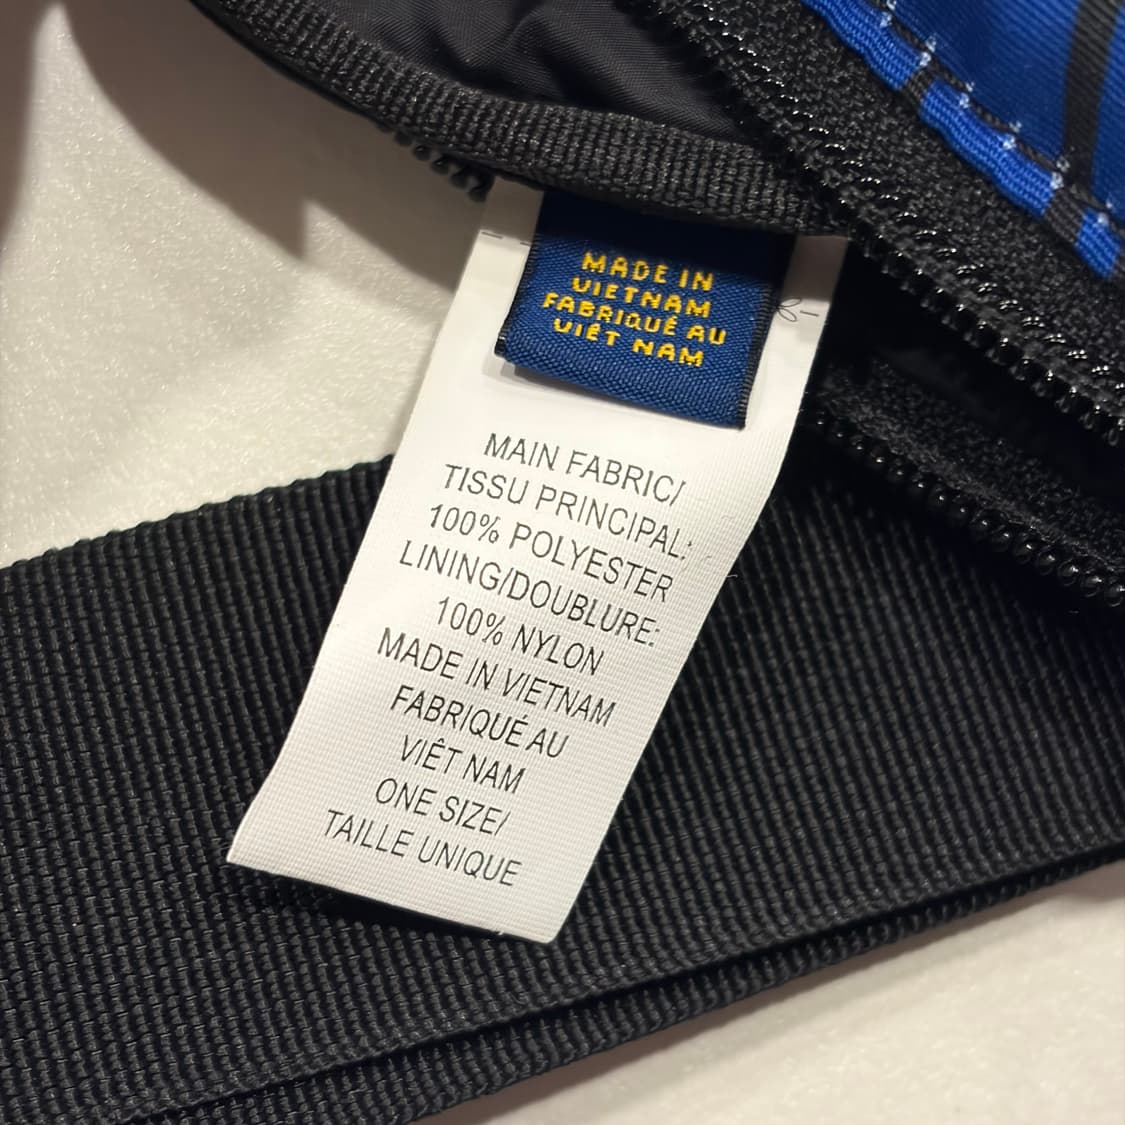 MADE IN
VIETNAM
FABRIQUÉ AU
VIÊT NAM
MAIN FABRIC/
TISSU PRINCIPAL:
100% POLYESTER
LINING/DOUBLURE:
100% NYLON
MADE IN VIETNAM
FABRIQUÉ AU
VIÊT NAM
ONE SIZE/
TAILLE UNIQUE